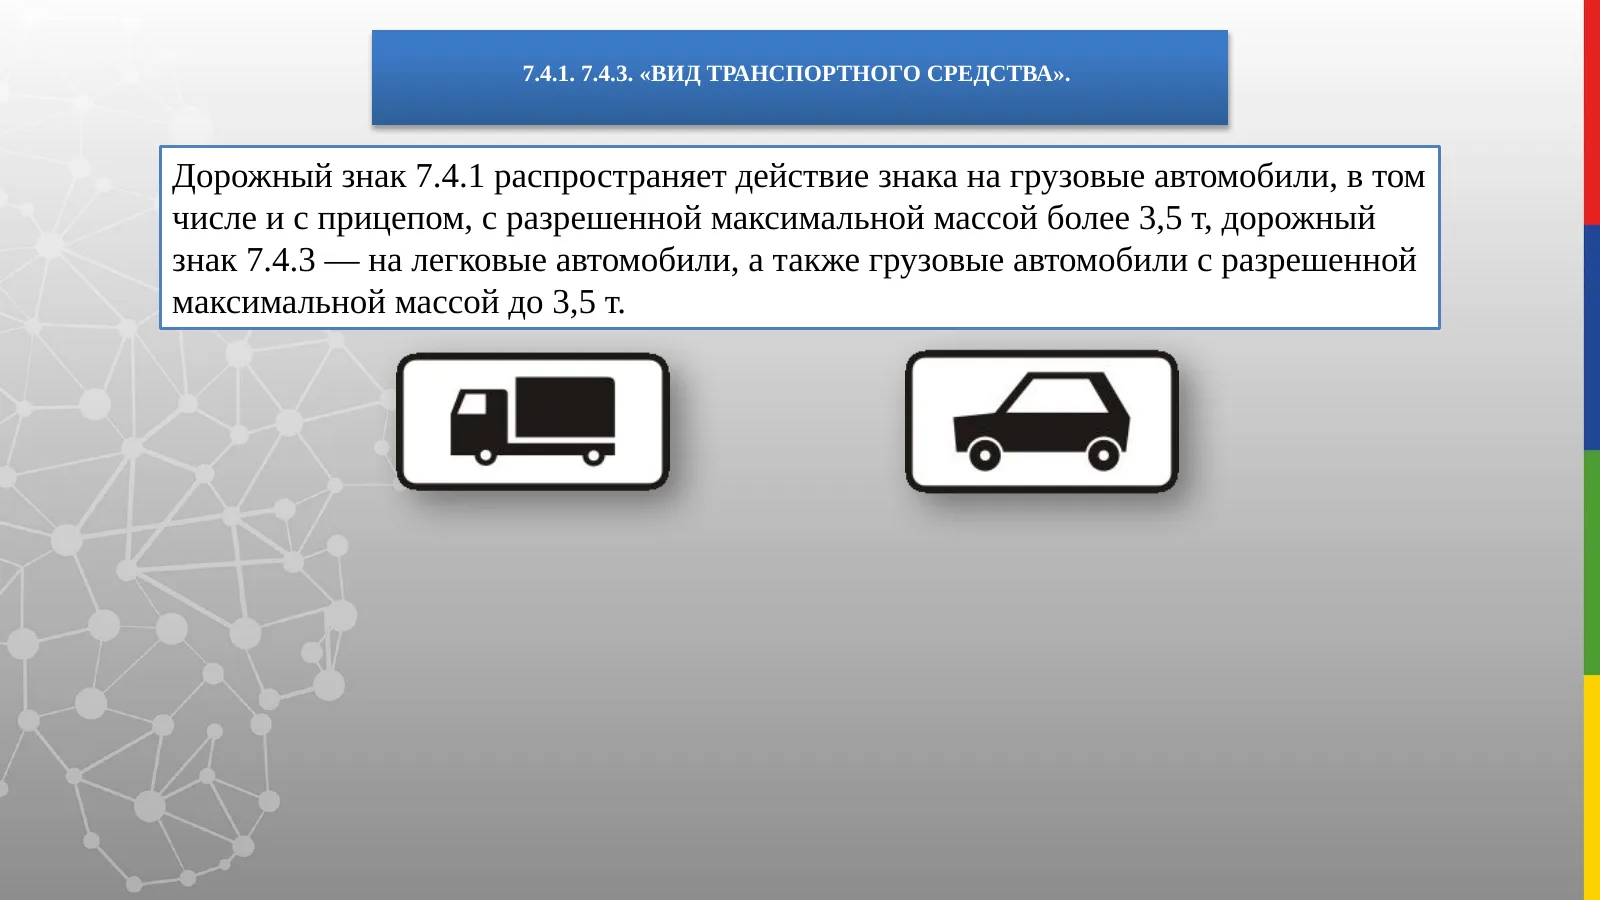 7.4.1. 7.4.3. «ВИД ТРАНСПОРТНОГО СРЕДСТВА».
Дорожный знак 7.4.1 распространяет действие знака на грузовые автомобили, в том
числе и с прицепом, с разрешенной максимальной массой более 3,5 т, дорожный
знак 7.4.3 — на легковые автомобили, а также грузовые автомобили с разрешенной
максимальной массой до 3,5 т.